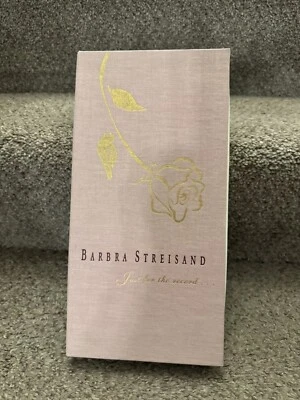 BARBRA STREISAND
Just for the record